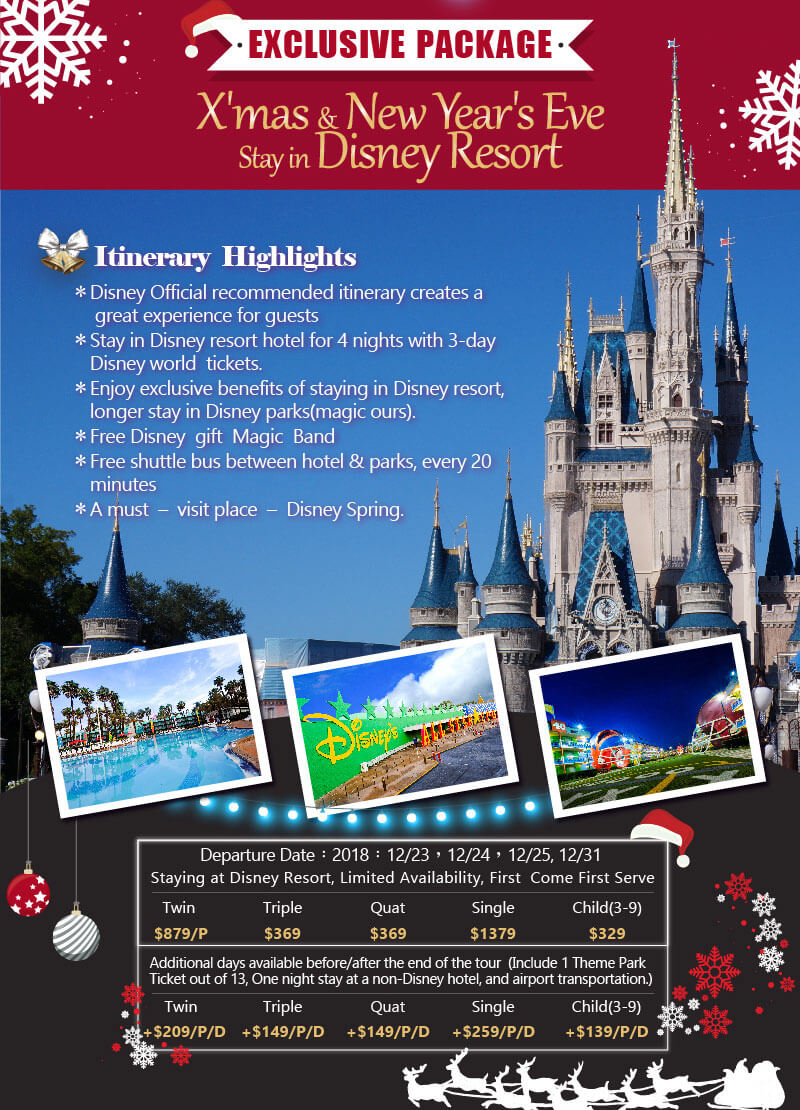 EXCLUSIVE PACKAGE
X'mas & New Year's Eve
Stay in Disney Resort
Itinerary Highlights
*Disney Official recommended itinerary creates a
great experience for guests
*Stay in Disney resort hotel for 4 nights with 3-day
Disney world tickets.
*Enjoy exclusive benefits of staying in Disney resort,
longer stay in Disney parks(magic ours).
*Free Disney gift Magic Band
*Free shuttle bus between hotel & parks, every 20
minutes
*A must – visit place – Disney Spring.
Disney's All Star
Departure Date：2018：12/23，12/24，12/25, 12/31
Staying at Disney Resort, Limited Availability, First Come First Serve
Twin Triple Quat Single Child(3-9)
$879/P $369 $369 $1379 $329
Additional days available before/after the end of the tour (Include 1 Theme Park
Ticket out of 13, One night stay at a non-Disney hotel, and airport transportation.)
Twin Triple Quat Single Child(3-9)
+$209/P/D +$149/P/D +$149/P/D +$259/P/D +$139/P/D